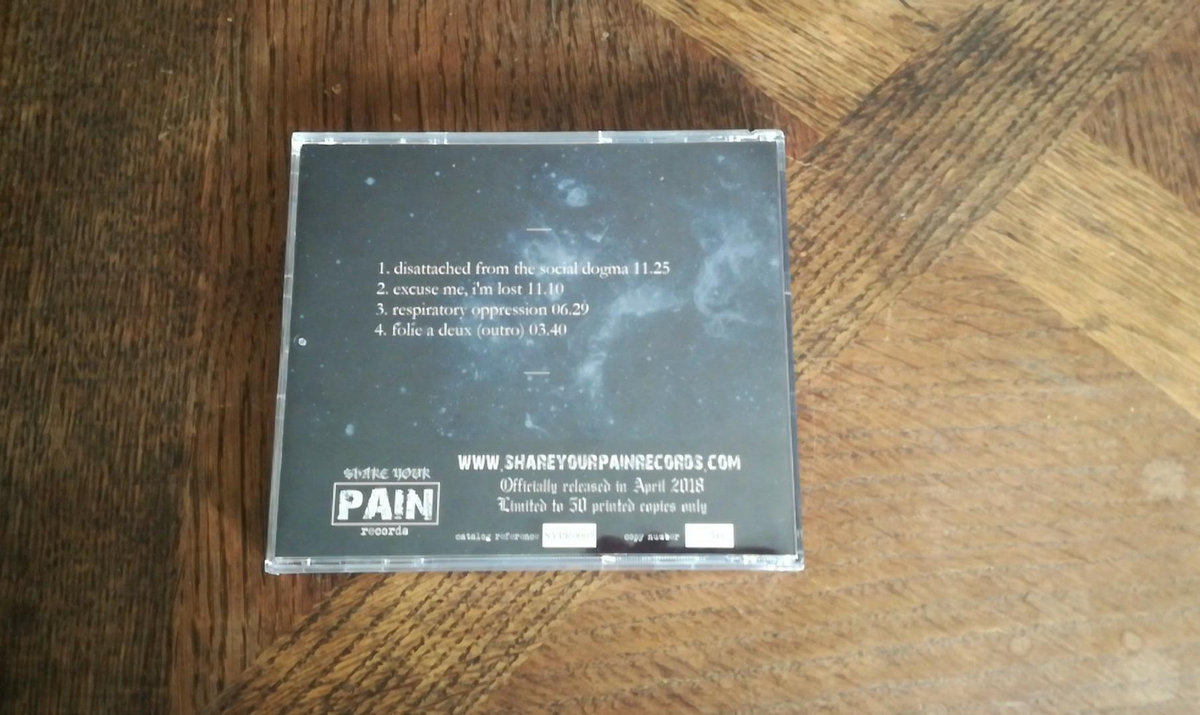 1. disattached from the social dogma 11.25
2. excuse me, i'm lost 11.10
3. respiratory oppression 06.29
4. folie a deux (outro) 03.40
WWW.SHAREYOURPAINRECORDS.COM
Officially released in April 2018
Limited to 50 printed copies only
SHARE YOUR
PAIN
records
catalog reference
copy number